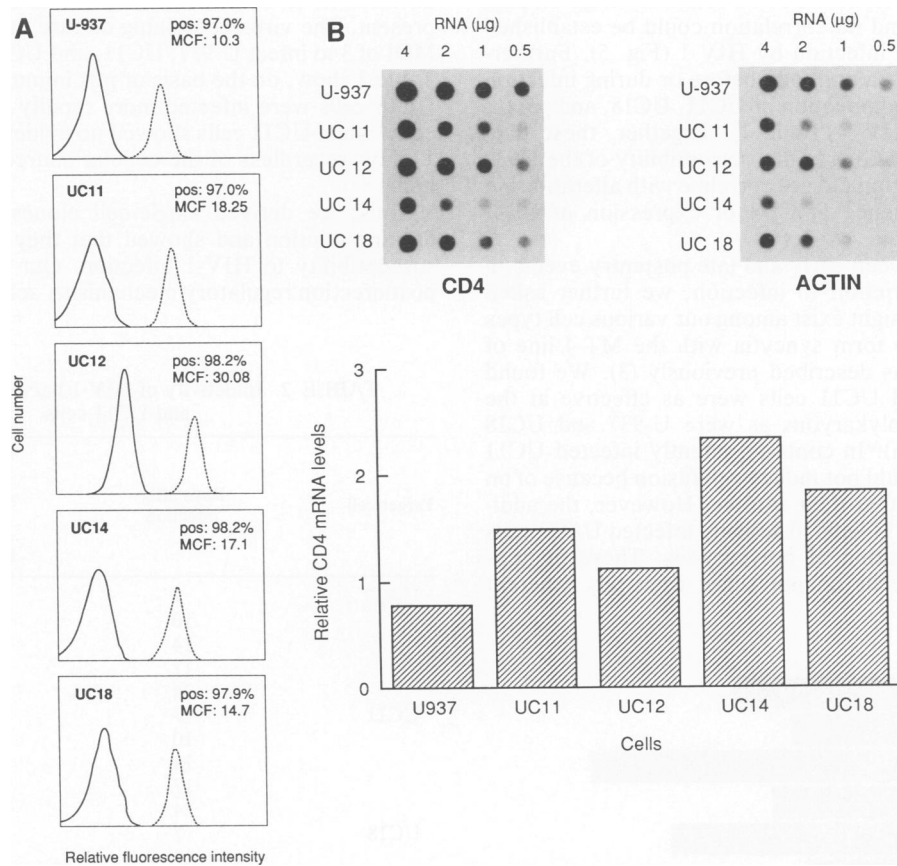 A
U-937
pos: 97.0%
MCF: 10.3
UC11
pos: 97.0%
MCF 18.25
UC12
pos: 98.2%
MCF: 30.08
UC14
pos: 98.2%
MCF: 17.1
UC18
pos: 97.9%
MCF: 14.7
Cell number
Relative fluorescence intensity
B
RNA (µg)
4 2 1 0.5
U-937
UC 11
UC 12
UC 14
UC 18
CD4
RNA (µg)
4 2 1 0.5
U-937
UC 11
UC 12
UC 14
UC 18
ACTIN
Relative CD4 mRNA levels
3
2
1
0
U937 UC11 UC12 UC14 UC18
Cells